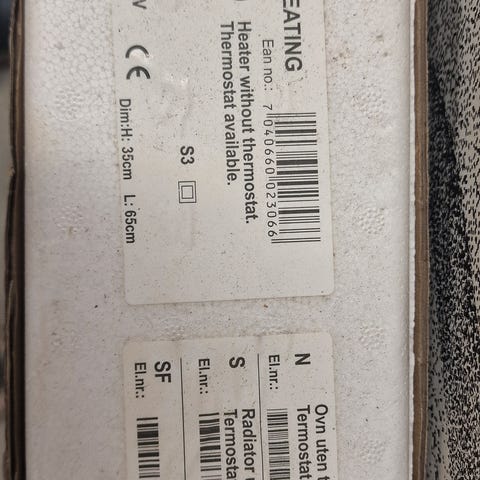 EATING
Ean no.: 7 040660 023066
Heater without thermostat.
Thermostat available.
S3
V
CE
Dim:H: 35cm L: 65cm
N
Ovn uten t
Termostat
El.nr.:
S
Radiator u
Termosta
El.nr.:
SF
El.nr.: